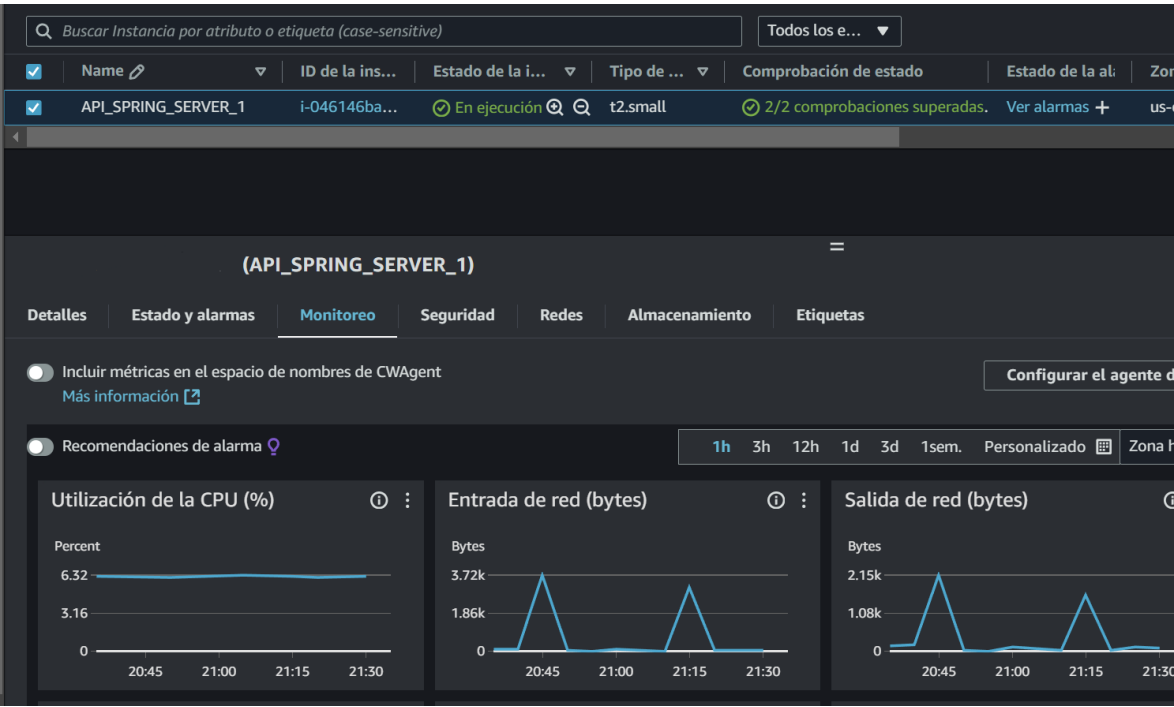 Buscar Instancia por atributo o etiqueta (case-sensitive)
Todos los e...
Name ID de la ins... Estado de la i... Tipo de ... Comprobación de estado Estado de la al Zon
API_SPRING_SERVER_1 i-046146ba... En ejecución t2.small 2/2 comprobaciones superadas. Ver alarmas + us-
(API_SPRING_SERVER_1)
Detalles Estado y alarmas Monitoreo Seguridad Redes Almacenamiento Etiquetas
Incluir métricas en el espacio de nombres de CWAgent
Más información
Configurar el agente d
Recomendaciones de alarma
1h 3h 12h 1d 3d 1sem. Personalizado Zona h
Utilización de la CPU (%)
Percent
6.32
3.16
0
20:45 21:00 21:15 21:30
Entrada de red (bytes)
Bytes
3.72k
1.86k
0
20:45 21:00 21:15 21:30
Salida de red (bytes)
Bytes
2.15k
1.08k
0
20:45 21:00 21:15 21:30